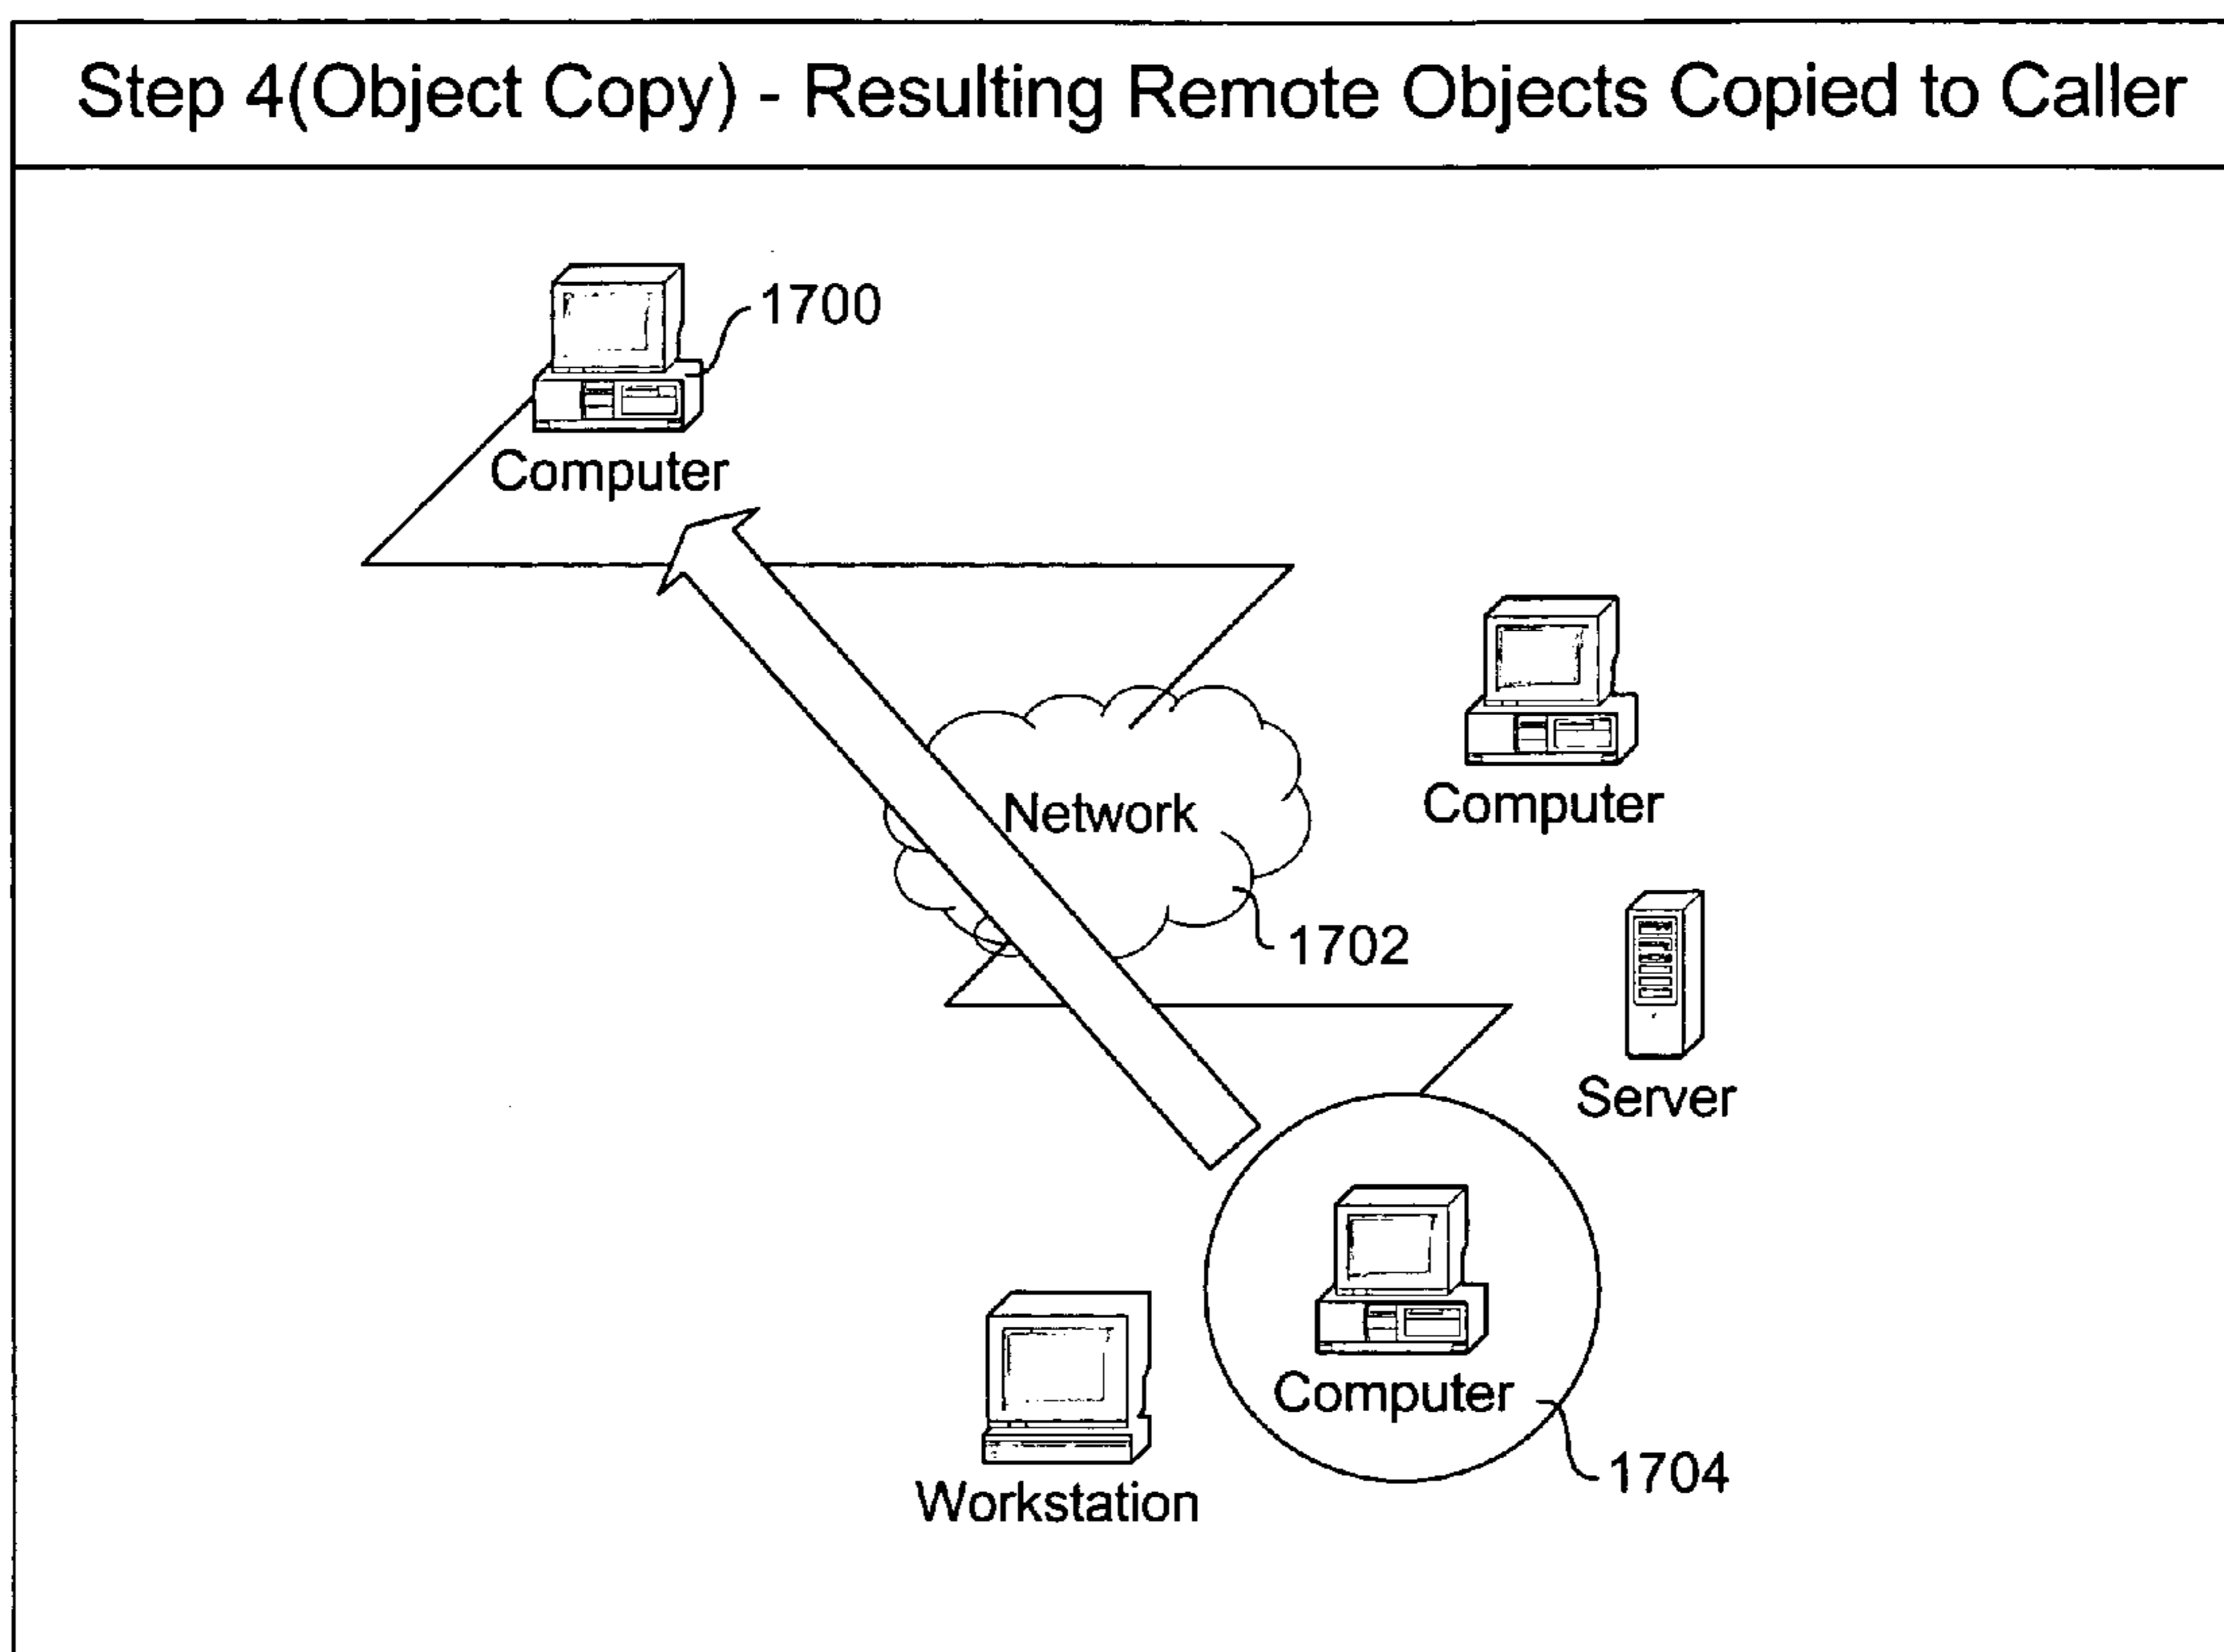 Step 4(Object Copy) - Resulting Remote Objects Copied to Caller
1700
Computer
Network
Computer
1702
Server
Computer
1704
Workstation